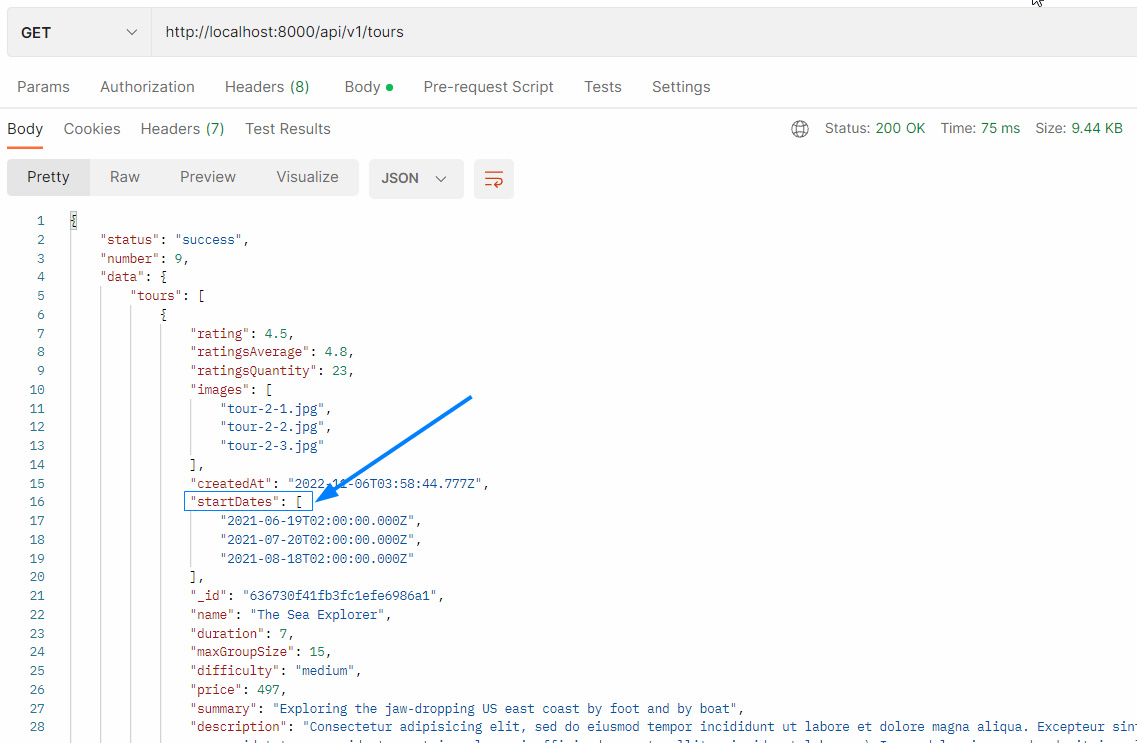 GET http://localhost:8000/api/v1/tours
Params Authorization Headers (8) Body Pre-request Script Tests Settings
Body Cookies Headers (7) Test Results Status: 200 OK Time: 75 ms Size: 9.44 KB
Pretty Raw Preview Visualize JSON
1 {
2 "status": "success",
3 "number": 9,
4 "data": {
5 "tours": [
6 {
7 "rating": 4.5,
8 "ratingsAverage": 4.8,
9 "ratingsQuantity": 23,
10 "images": [
11 "tour-2-1.jpg",
12 "tour-2-2.jpg",
13 "tour-2-3.jpg"
14 ],
15 "createdAt": "2022-11-06T03:58:44.777Z",
16 "startDates": [
17 "2021-06-19T02:00:00.000Z",
18 "2021-07-20T02:00:00.000Z",
19 "2021-08-18T02:00:00.000Z"
20 ],
21 "_id": "636730f41fb3fc1efe6986a1",
22 "name": "The Sea Explorer",
23 "duration": 7,
24 "maxGroupSize": 15,
25 "difficulty": "medium",
26 "price": 497,
27 "summary": "Exploring the jaw-dropping US east coast by foot and by boat",
28 "description": "Consectetur adipisicing elit, sed do eiusmod tempor incididunt ut labore et dolore magna aliqua. Excepteur sint